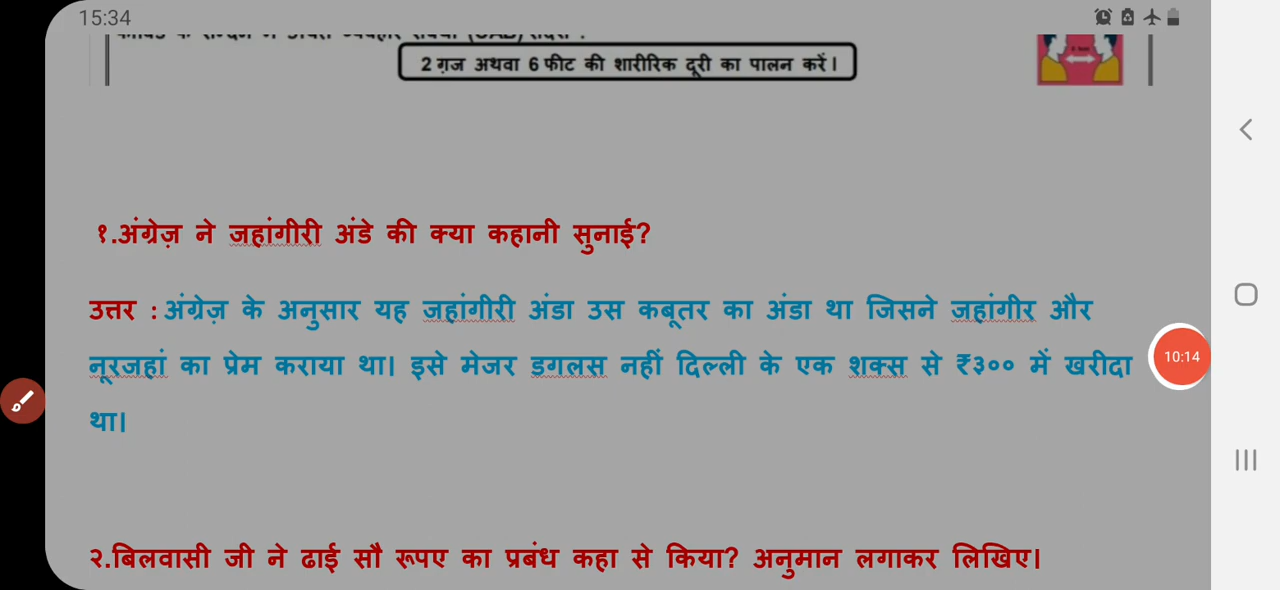 15:34
2 ग़ज अथवा 6 फीट की शारीरिक दूरी का पालन करें।
१.अंग्रेज़ ने जहांगीरी अंडे की क्या कहानी सुनाई?
उत्तर : अंग्रेज़ के अनुसार यह जहांगीरी अंडा उस कबूतर का अंडा था जिसने जहांगीर और
नूरजहां का प्रेम कराया था। इसे मेजर डगलस नहीं दिल्ली के एक शक्स से ₹३०० में खरीदा
था।
10:14
२.बिलवासी जी ने ढाई सौ रूपए का प्रबंध कहा से किया? अनुमान लगाकर लिखिए।